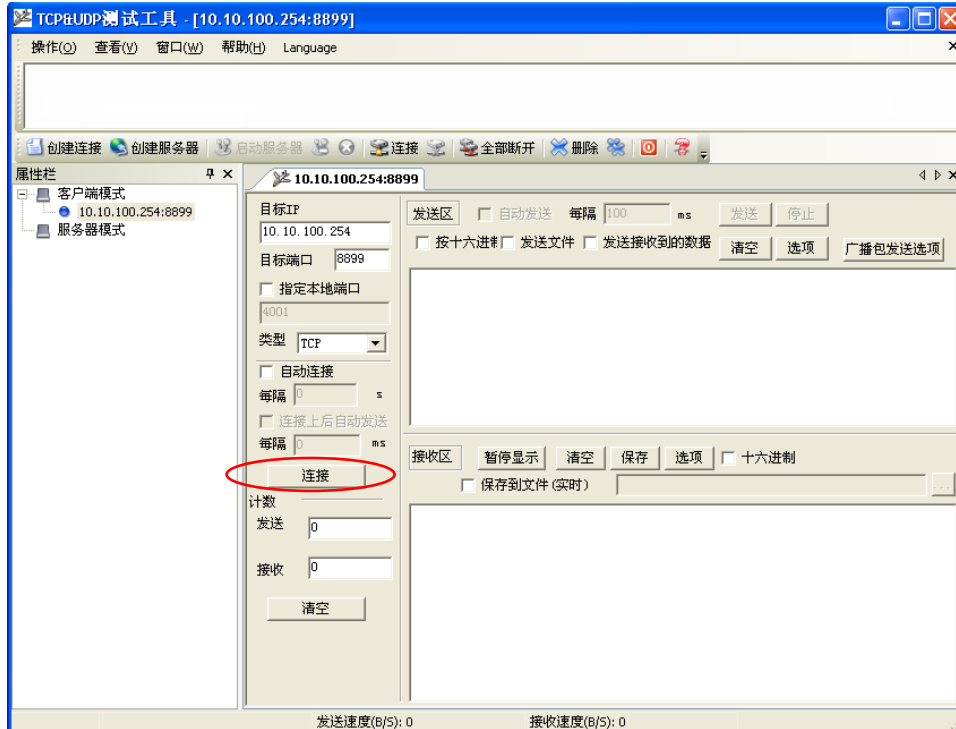 TCP&UDP测试工具 - [10.10.100.254:8899]
操作(O) 查看(V) 窗口(W) 帮助(H) Language
创建连接 创建服务器 启动服务器 连接 全部断开 删除
属性栏
客户端模式
10.10.100.254:8899
服务器模式
10.10.100.254:8899
目标IP
10. 10. 100. 254
目标端口 8899
指定本地端口
4001
类型 TCP
自动连接
每隔 0 s
连接上后自动发送
每隔 0 ms
连接
计数
发送 0
接收 0
清空
发送区 自动发送 每隔 100 ms 发送 停止
按十六进制 发送文件 发送接收到的数据 清空 选项 广播包发送选项
接收区 暂停显示 清空 保存 选项 十六进制
保存到文件(实时) ...
发送速度(B/S): 0 接收速度(B/S): 0